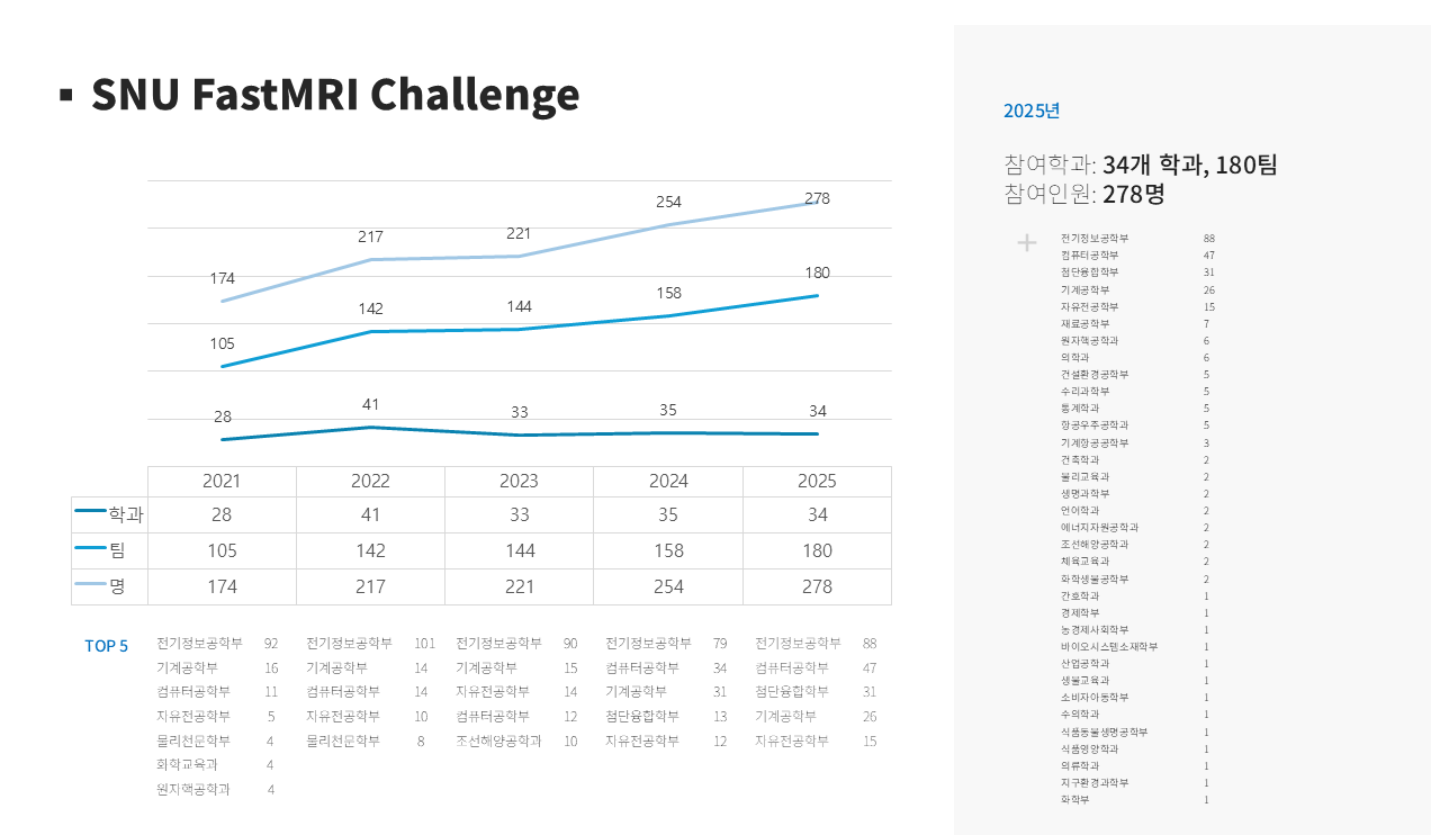 ▪ SNU FastMRI Challenge
278
254
217
221
174
180
158
142
144
105
28
41
33
35
34
2021 2022 2023 2024 2025
학과 28 41 33 35 34
팀 105 142 144 158 180
명 174 217 221 254 278
TOP 5 전기정보공학부 92 전기정보공학부 101 전기정보공학부 90 전기정보공학부 79 전기정보공학부 88
기계공학부 16 기계공학부 14 기계공학부 15 컴퓨터공학부 34 컴퓨터공학부 47
컴퓨터공학부 11 컴퓨터공학부 14 자유전공학부 14 기계공학부 31 첨단융합학부 31
자유전공학부 5 자유전공학부 10 컴퓨터공학부 12 첨단융합학부 13 기계공학부 26
물리천문학부 4 물리천문학부 8 조선해양공학과 10 자유전공학부 12 자유전공학부 15
화학교육과 4
원자핵공학과 4
2025년
참여학과: 34개 학과, 180팀
참여인원: 278명
전기정보공학부 88
컴퓨터공학부 47
첨단융합학부 31
기계공학부 26
자유전공학부 15
재료공학부 7
원자핵공학과 6
의학과 6
건설환경공학부 5
수리과학부 5
통계학과 5
항공우주공학과 5
기계항공공학부 3
건축학과 2
물리교육과 2
생명과학부 2
언어학과 2
에너지자원공학과 2
조선해양공학과 2
체육교육과 2
화학생물공학부 2
간호학과 1
경제학부 1
농경제사회학부 1
바이오시스템소재학부 1
산업공학과 1
생물교육과 1
소비자아동학부 1
수의학과 1
식품동물생명공학부 1
식품영양학과 1
의류학과 1
지구환경과학부 1
화학부 1